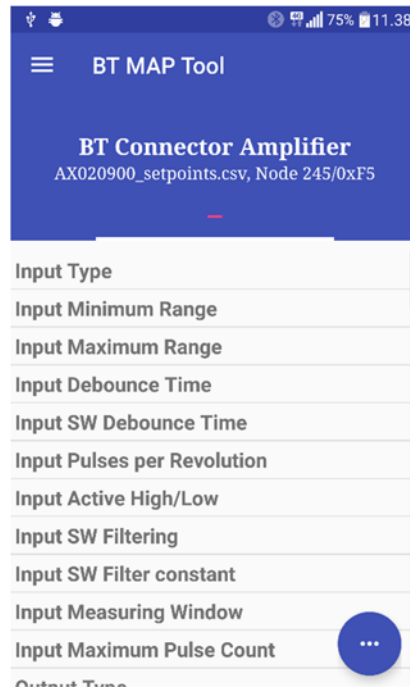 75% 11.38
BT MAP Tool
BT Connector Amplifier
AX020900_setpoints.csv, Node 245/0xF5
Input Type
Input Minimum Range
Input Maximum Range
Input Debounce Time
Input SW Debounce Time
Input Pulses per Revolution
Input Active High/Low
Input SW Filtering
Input SW Filter constant
Input Measuring Window
Input Maximum Pulse Count
Output Type